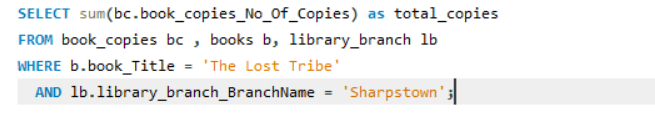 SELECT sum(bc.book_copies_No_Of_Copies) as total_copies
FROM book_copies bc , books b, library_branch lb
WHERE b.book_Title = 'The Lost Tribe'
AND lb.library_branch_BranchName = 'Sharpstown';